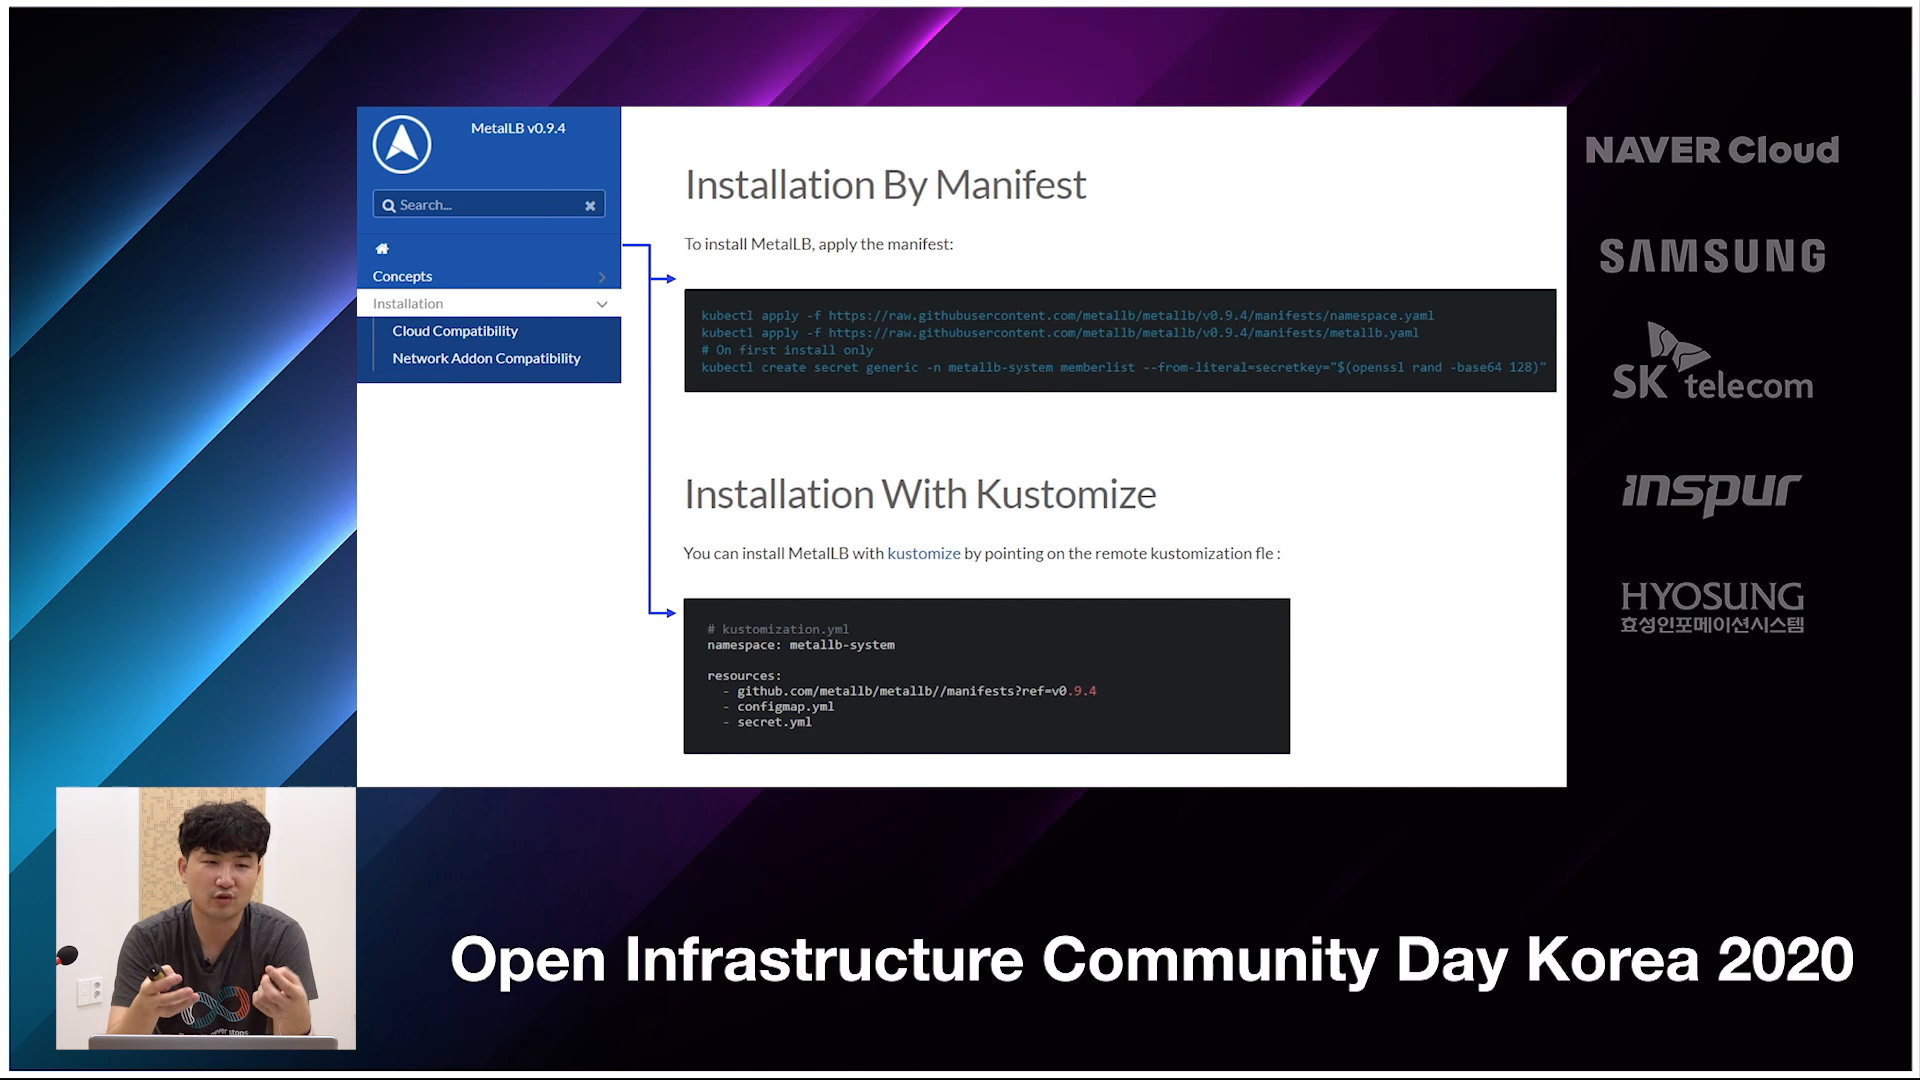 MetalLB v0.9.4
Search...
Concepts
Installation
Cloud Compatibility
Network Addon Compatibility
Installation By Manifest
To install MetalLB, apply the manifest:
kubectl apply -f https://raw.githubusercontent.com/metallb/metallb/v0.9.4/manifests/namespace.yaml
kubectl apply -f https://raw.githubusercontent.com/metallb/metallb/v0.9.4/manifests/metallb.yaml
# On first install only
kubectl create secret generic -n metallb-system memberlist --from-literal=secretkey="$(openssl rand -base64 128)"
Installation With Kustomize
You can install MetalLB with kustomize by pointing on the remote kustomization fle :
# kustomization.yml
namespace: metallb-system
resources:
- github.com/metallb/metallb//manifests?ref=v0.9.4
- configmap.yml
- secret.yml
NAVER Cloud
SAMSUNG
SK telecom
inspur
HYOSUNG
효성인포메이션시스템
never stops
Open Infrastructure Community Day Korea 2020